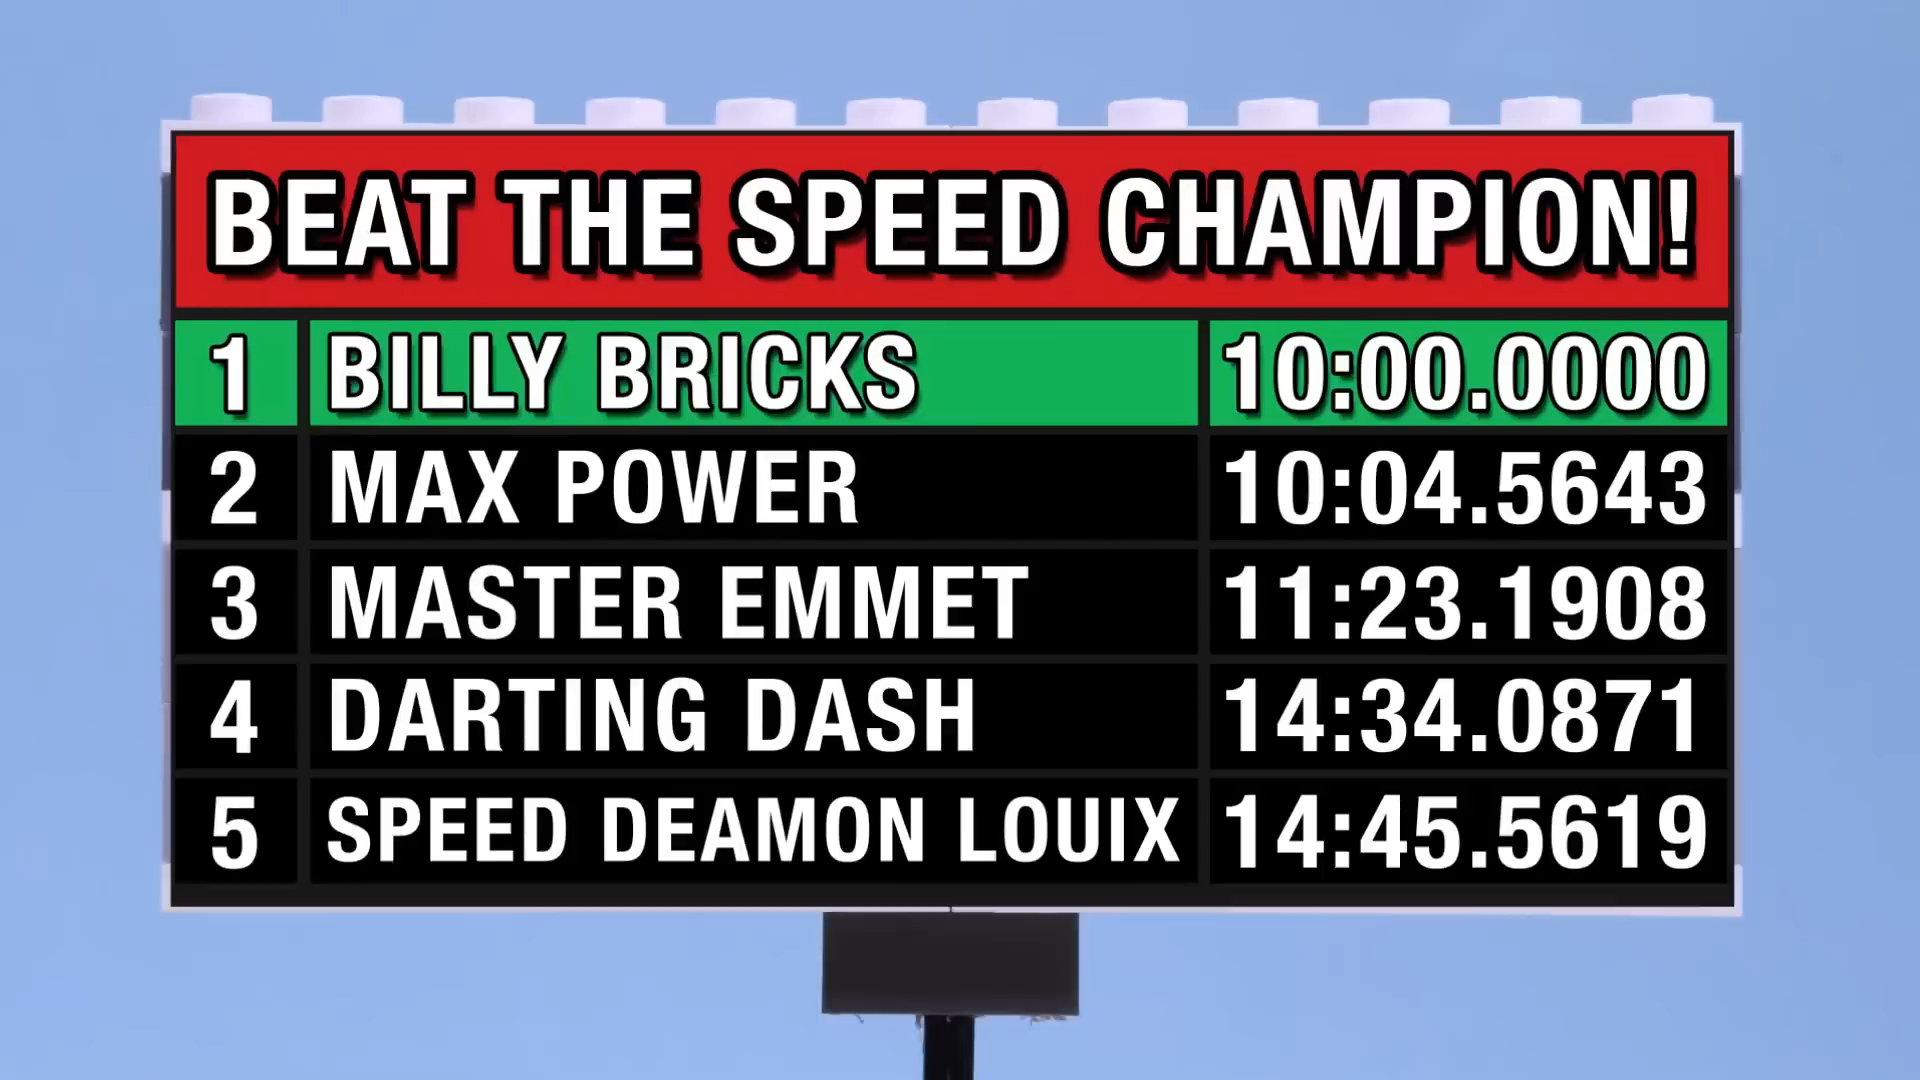 BEAT THE SPEED CHAMPION!
1 BILLY BRICKS 10:00.0000
2 MAX POWER 10:04.5643
3 MASTER EMMET 11:23.1908
4 DARTING DASH 14:34.0871
5 SPEED DEAMON LOUIX 14:45.5619